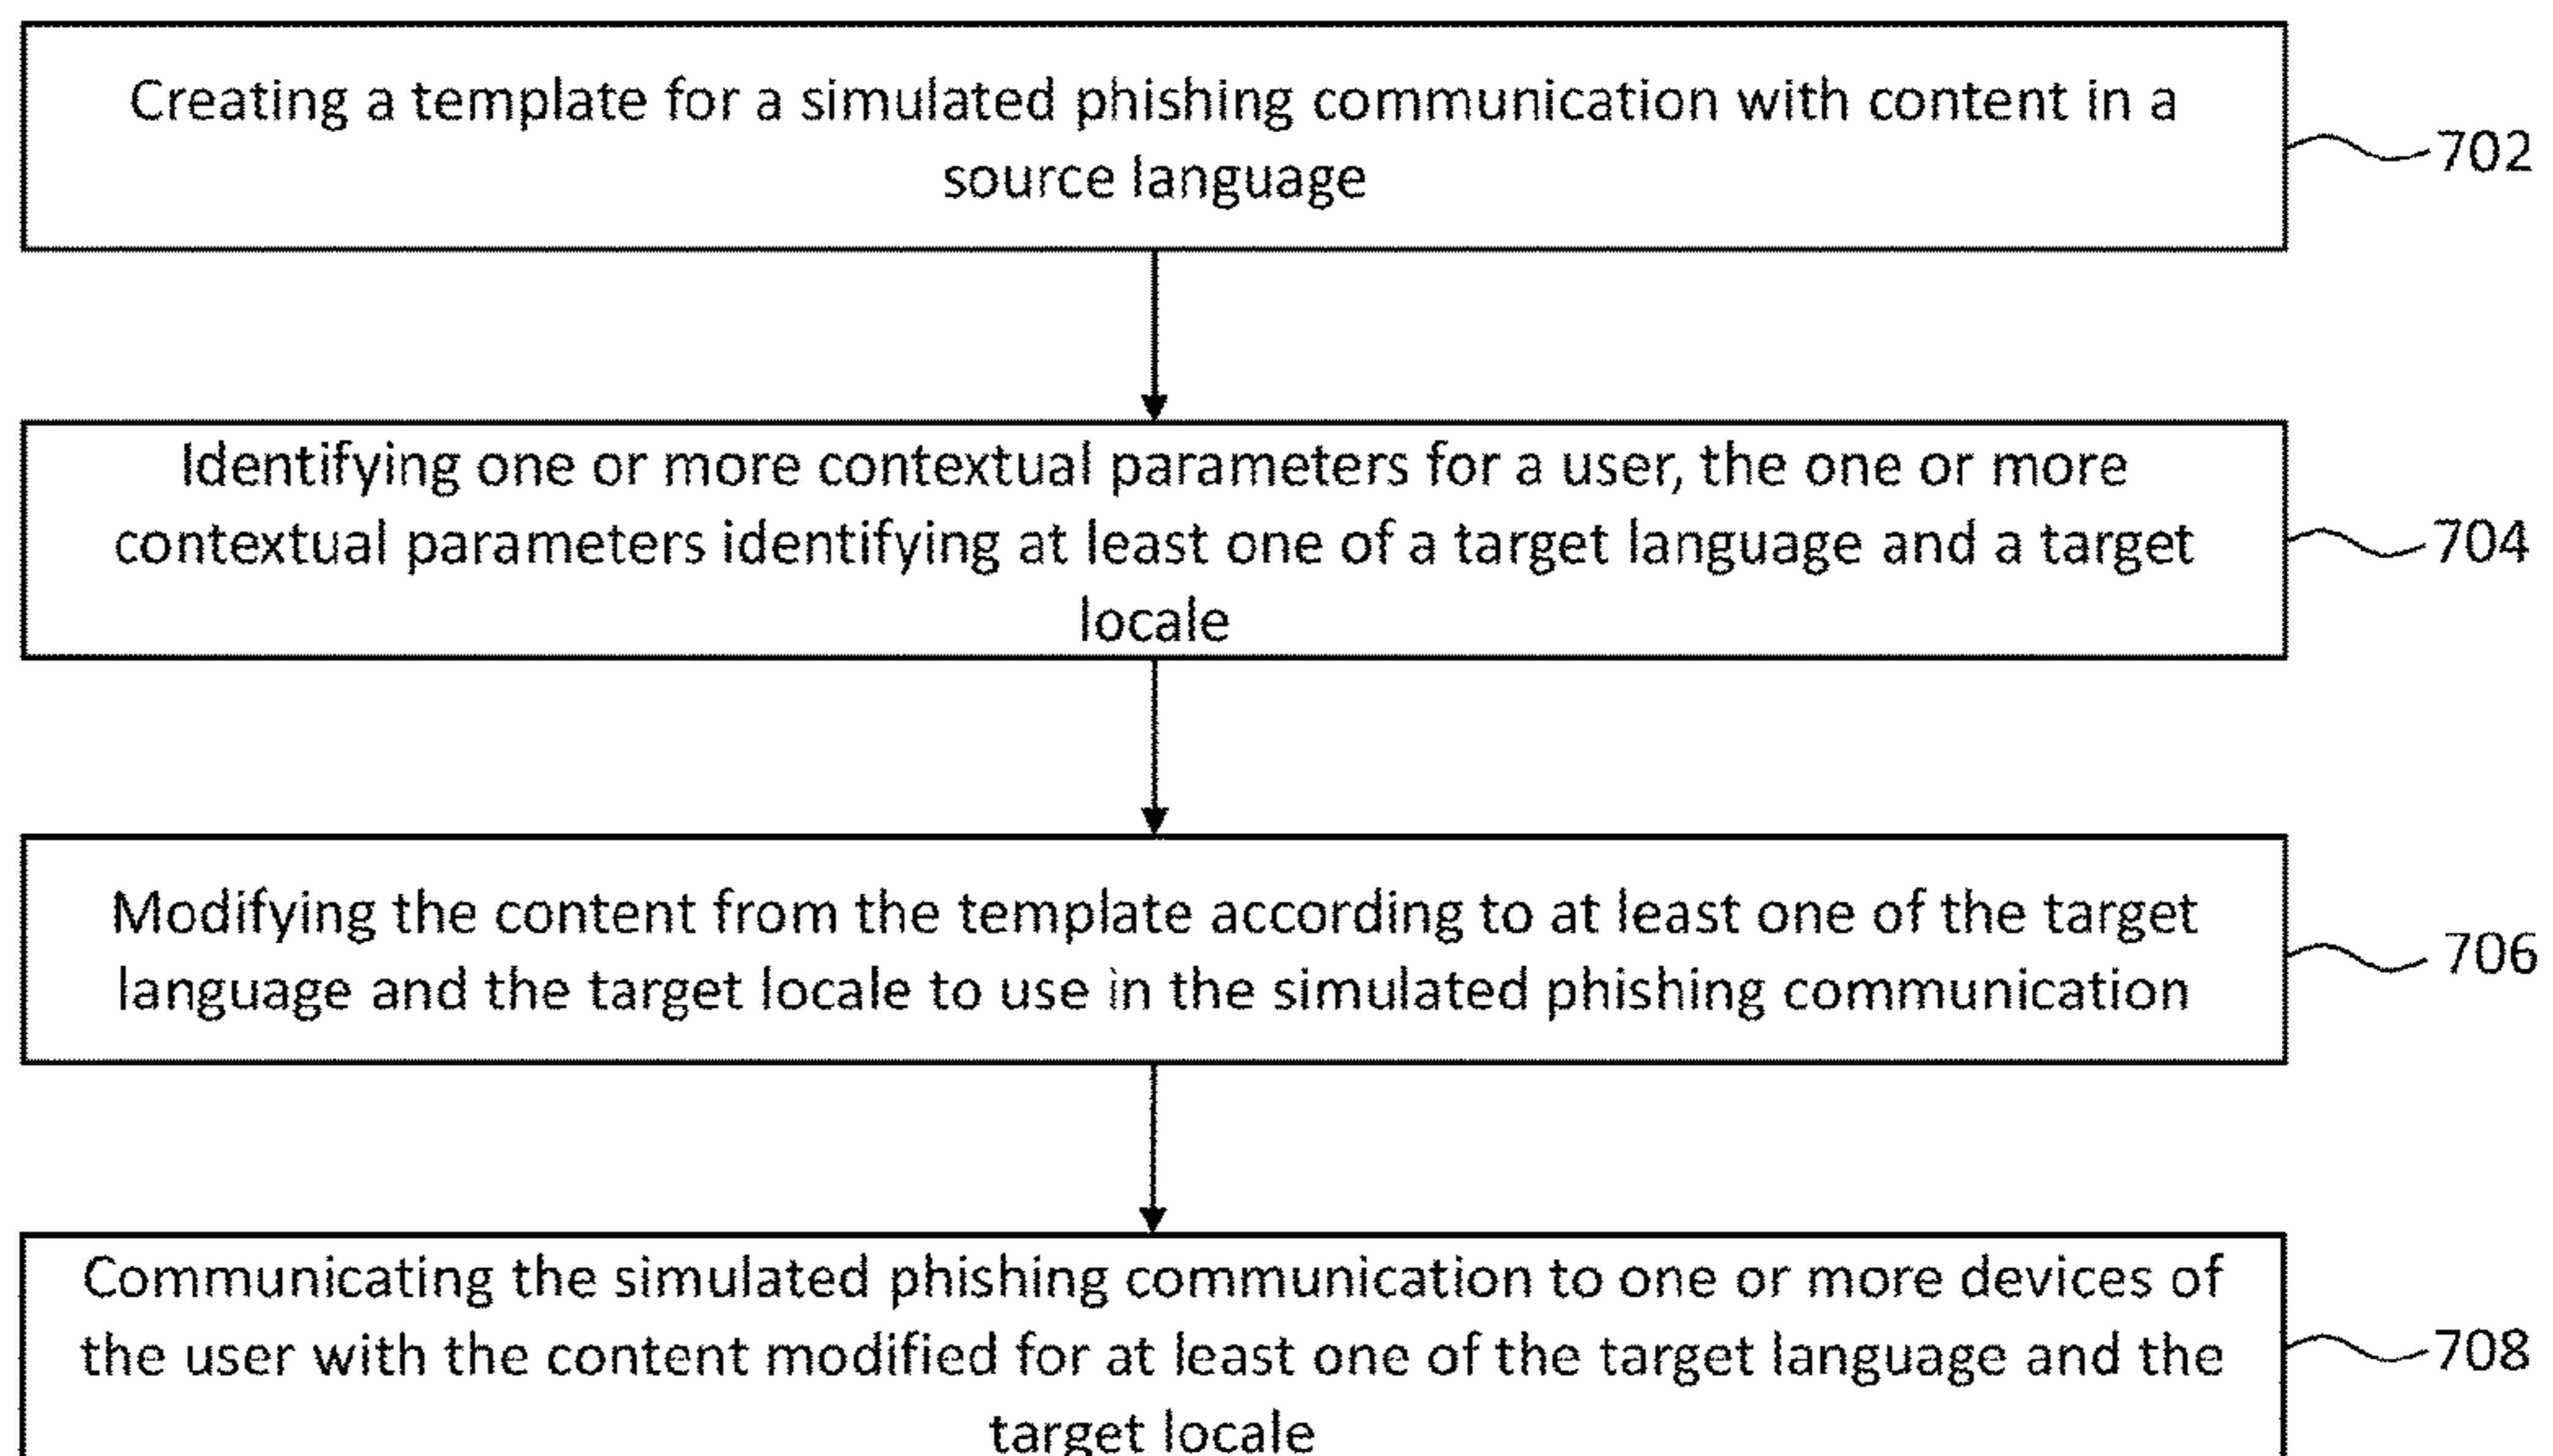 Creating a template for a simulated phishing communication with content in a
source language
702
Identifying one or more contextual parameters for a user, the one or more
contextual parameters identifying at least one of a target language and a target
locale
704
Modifying the content from the template according to at least one of the target
language and the target locale to use in the simulated phishing communication
706
Communicating the simulated phishing communication to one or more devices of
the user with the content modified for at least one of the target language and the
target locale
708